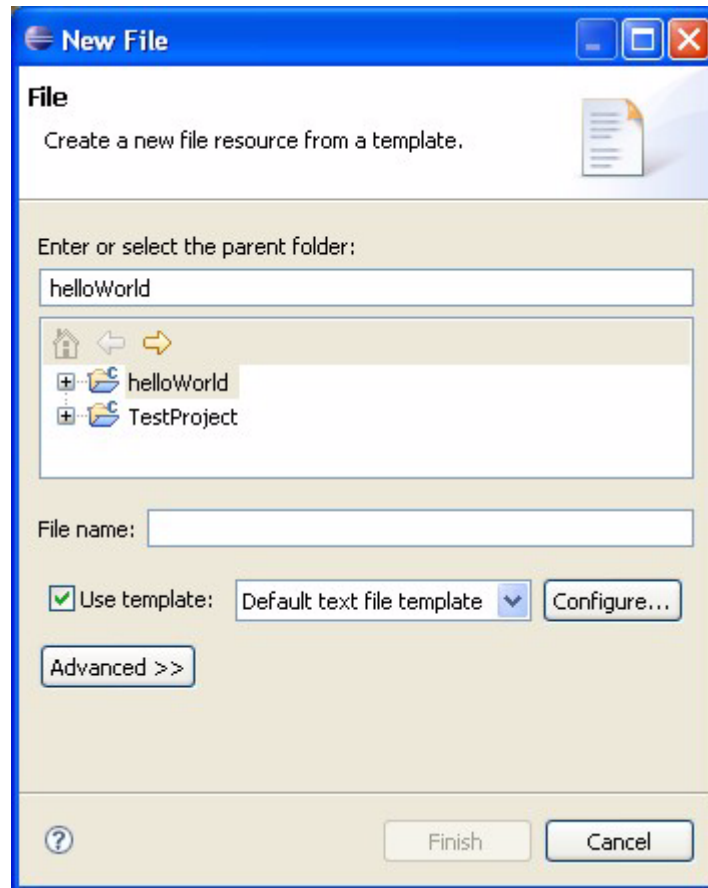 New File
File
Create a new file resource from a template.
Enter or select the parent folder:
helloWorld
helloWorld
TestProject
File name:
Use template: Default text file template Configure...
Advanced >>
? Finish Cancel